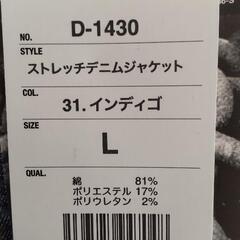 NO. D-1430
STYLE
ストレッチデニムジャケット
COL.
31. インディゴ
SIZE
L
QUAL.
綿 81%
ポリエステル 17%
ポリウレタン 2%